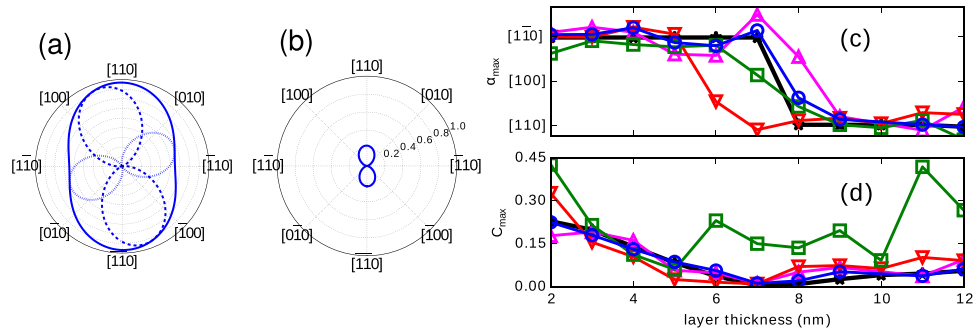 (a)
[110]
[100]
[010]
[11̄0]
[1̄10]
[01̄0]
[1̄00]
[110]
(b)
[110]
[100]
[010]
0.2 0.4 0.6 0.8 1.0
[11̄0]
[1̄10]
[01̄0]
[1̄00]
[1̄1̄0]
(c)
α_max
[11̄0]
[100]
[110]
(d)
C_max
0.45
0.30
0.15
0.00
2 4 6 8 10 12
layer thickness (nm)